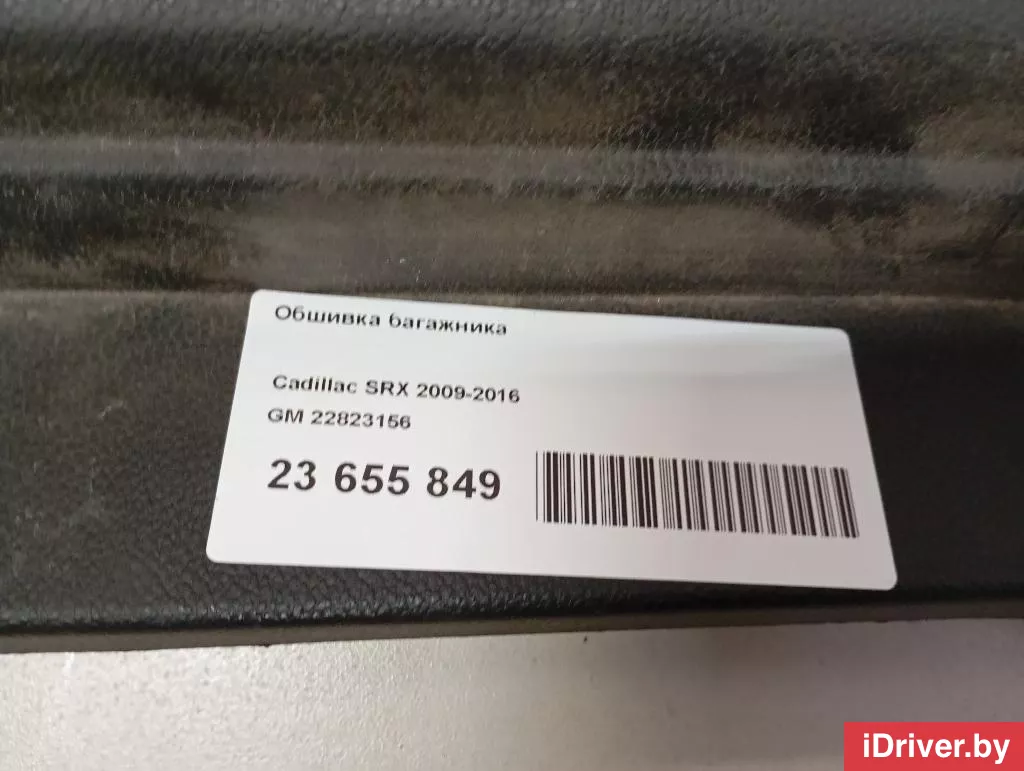 Обшивка багажника
Cadillac SRX 2009-2016
GM 22823156
23 655 849
iDriver.by